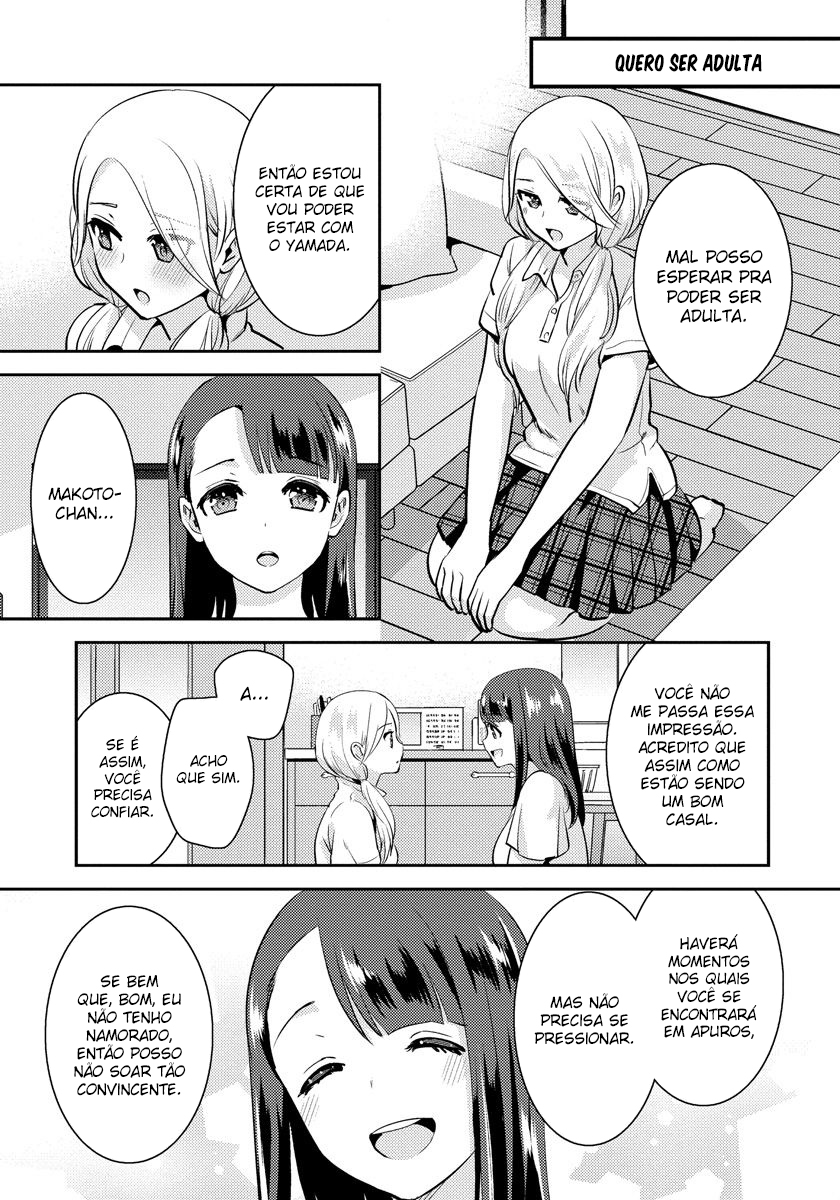 QUERO SER ADULTA
MAL POSSO
ESPERAR PRA
PODER SER
ADULTA.
ENTÃO ESTOU
CERTA DE QUE
VOU PODER
ESTAR COM
O YAMADA.
MAKOTO-
CHAN...
VOCÊ NÃO
ME PASSA ESSA
IMPRESSÃO.
ACREDITO QUE
ASSIM COMO
ESTÃO SENDO
UM BOM
CASAL.
A...
ACHO
QUE SIM.
SE É
ASSIM,
VOCÊ
PRECISA
CONFIAR.
HAVERÁ
MOMENTOS
NOS QUAIS
VOCÊ SE
ENCONTRARÁ
EM APUROS,
MAS NÃO
PRECISA SE
PRESSIONAR.
SE BEM
QUE, BOM, EU
NÃO TENHO
NAMORADO,
ENTÃO POSSO
NÃO SOAR TÃO
CONVINCENTE.